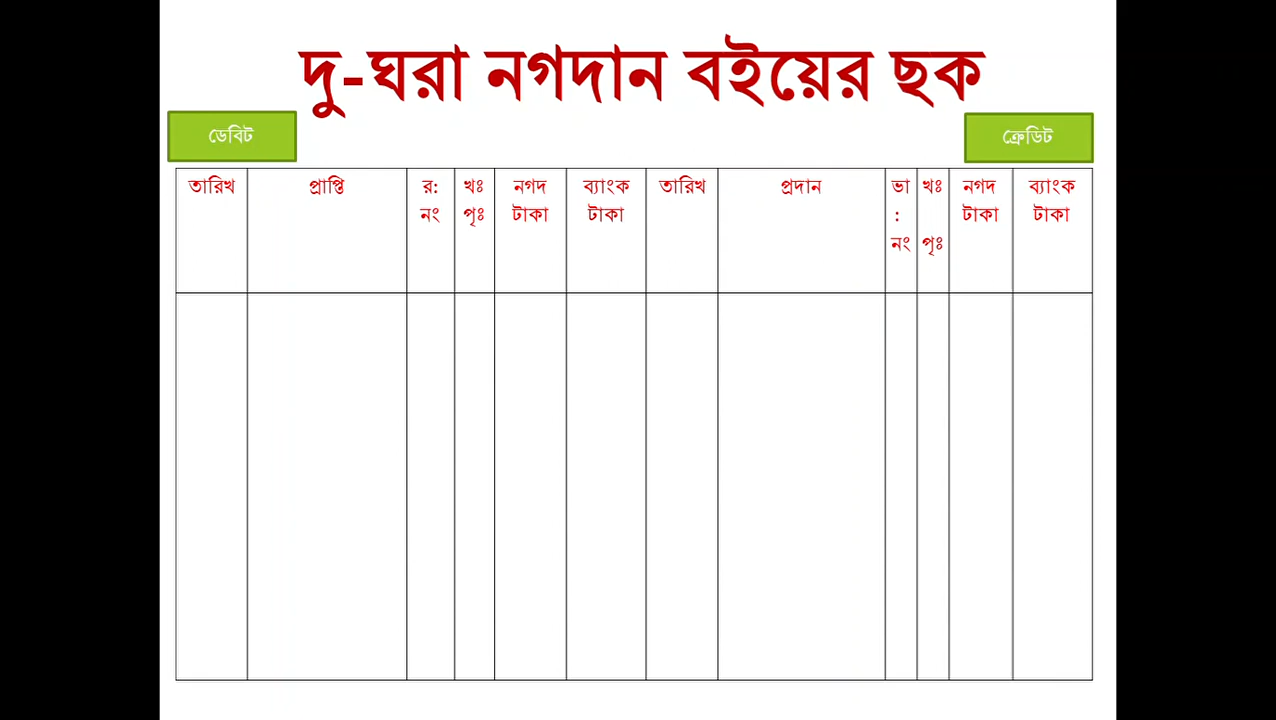 দু-ঘরা নগদান বইয়ের ছক
ডেবিট
ক্রেডিট
তারিখ
প্রাপ্তি
র:
নং
খঃ
পৃঃ
নগদ
টাকা
ব্যাংক
টাকা
তারিখ
প্রদান
ভা
:
নং
খঃ
পৃঃ
নগদ
টাকা
ব্যাংক
টাকা